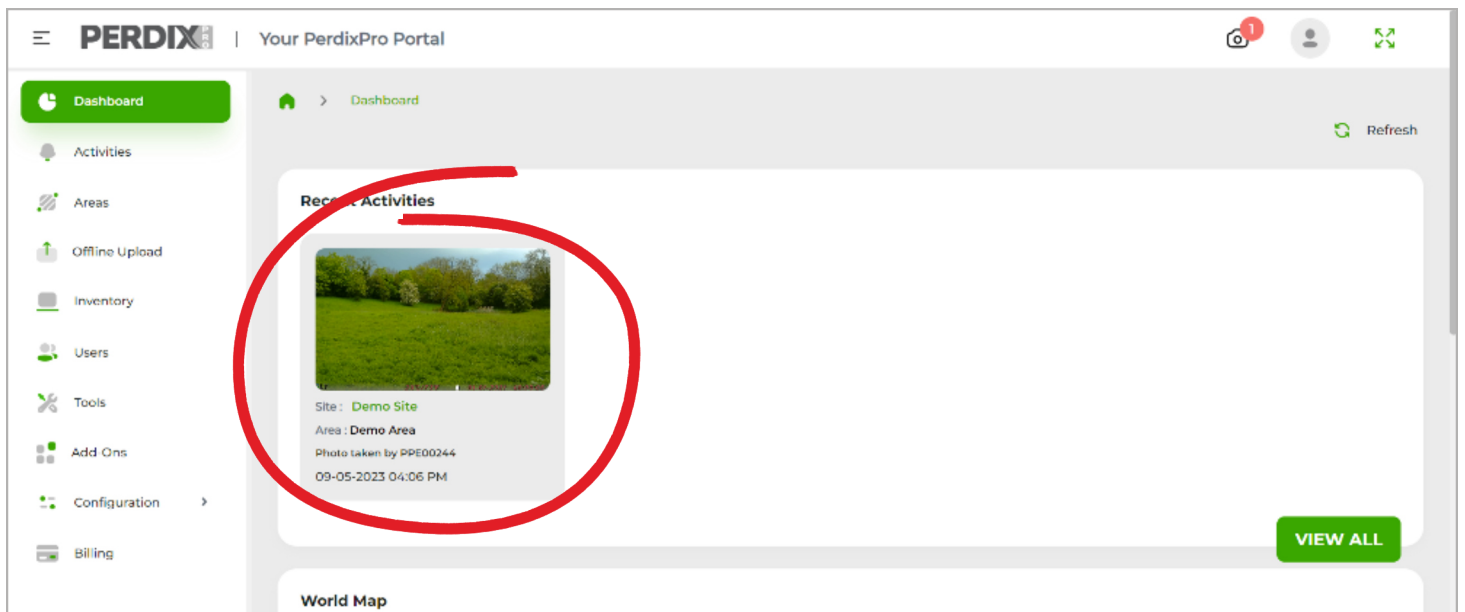 PERDIX PRO | Your PerdixPro Portal 1
Dashboard
Activities
Areas
Offline Upload
Inventory
Users
Tools
Add-Ons
Configuration >
Billing
> Dashboard
Refresh
Recent Activities
Site : Demo Site
Area : Demo Area
Photo taken by PPE00244
09-05-2023 04:06 PM
VIEW ALL
World Map